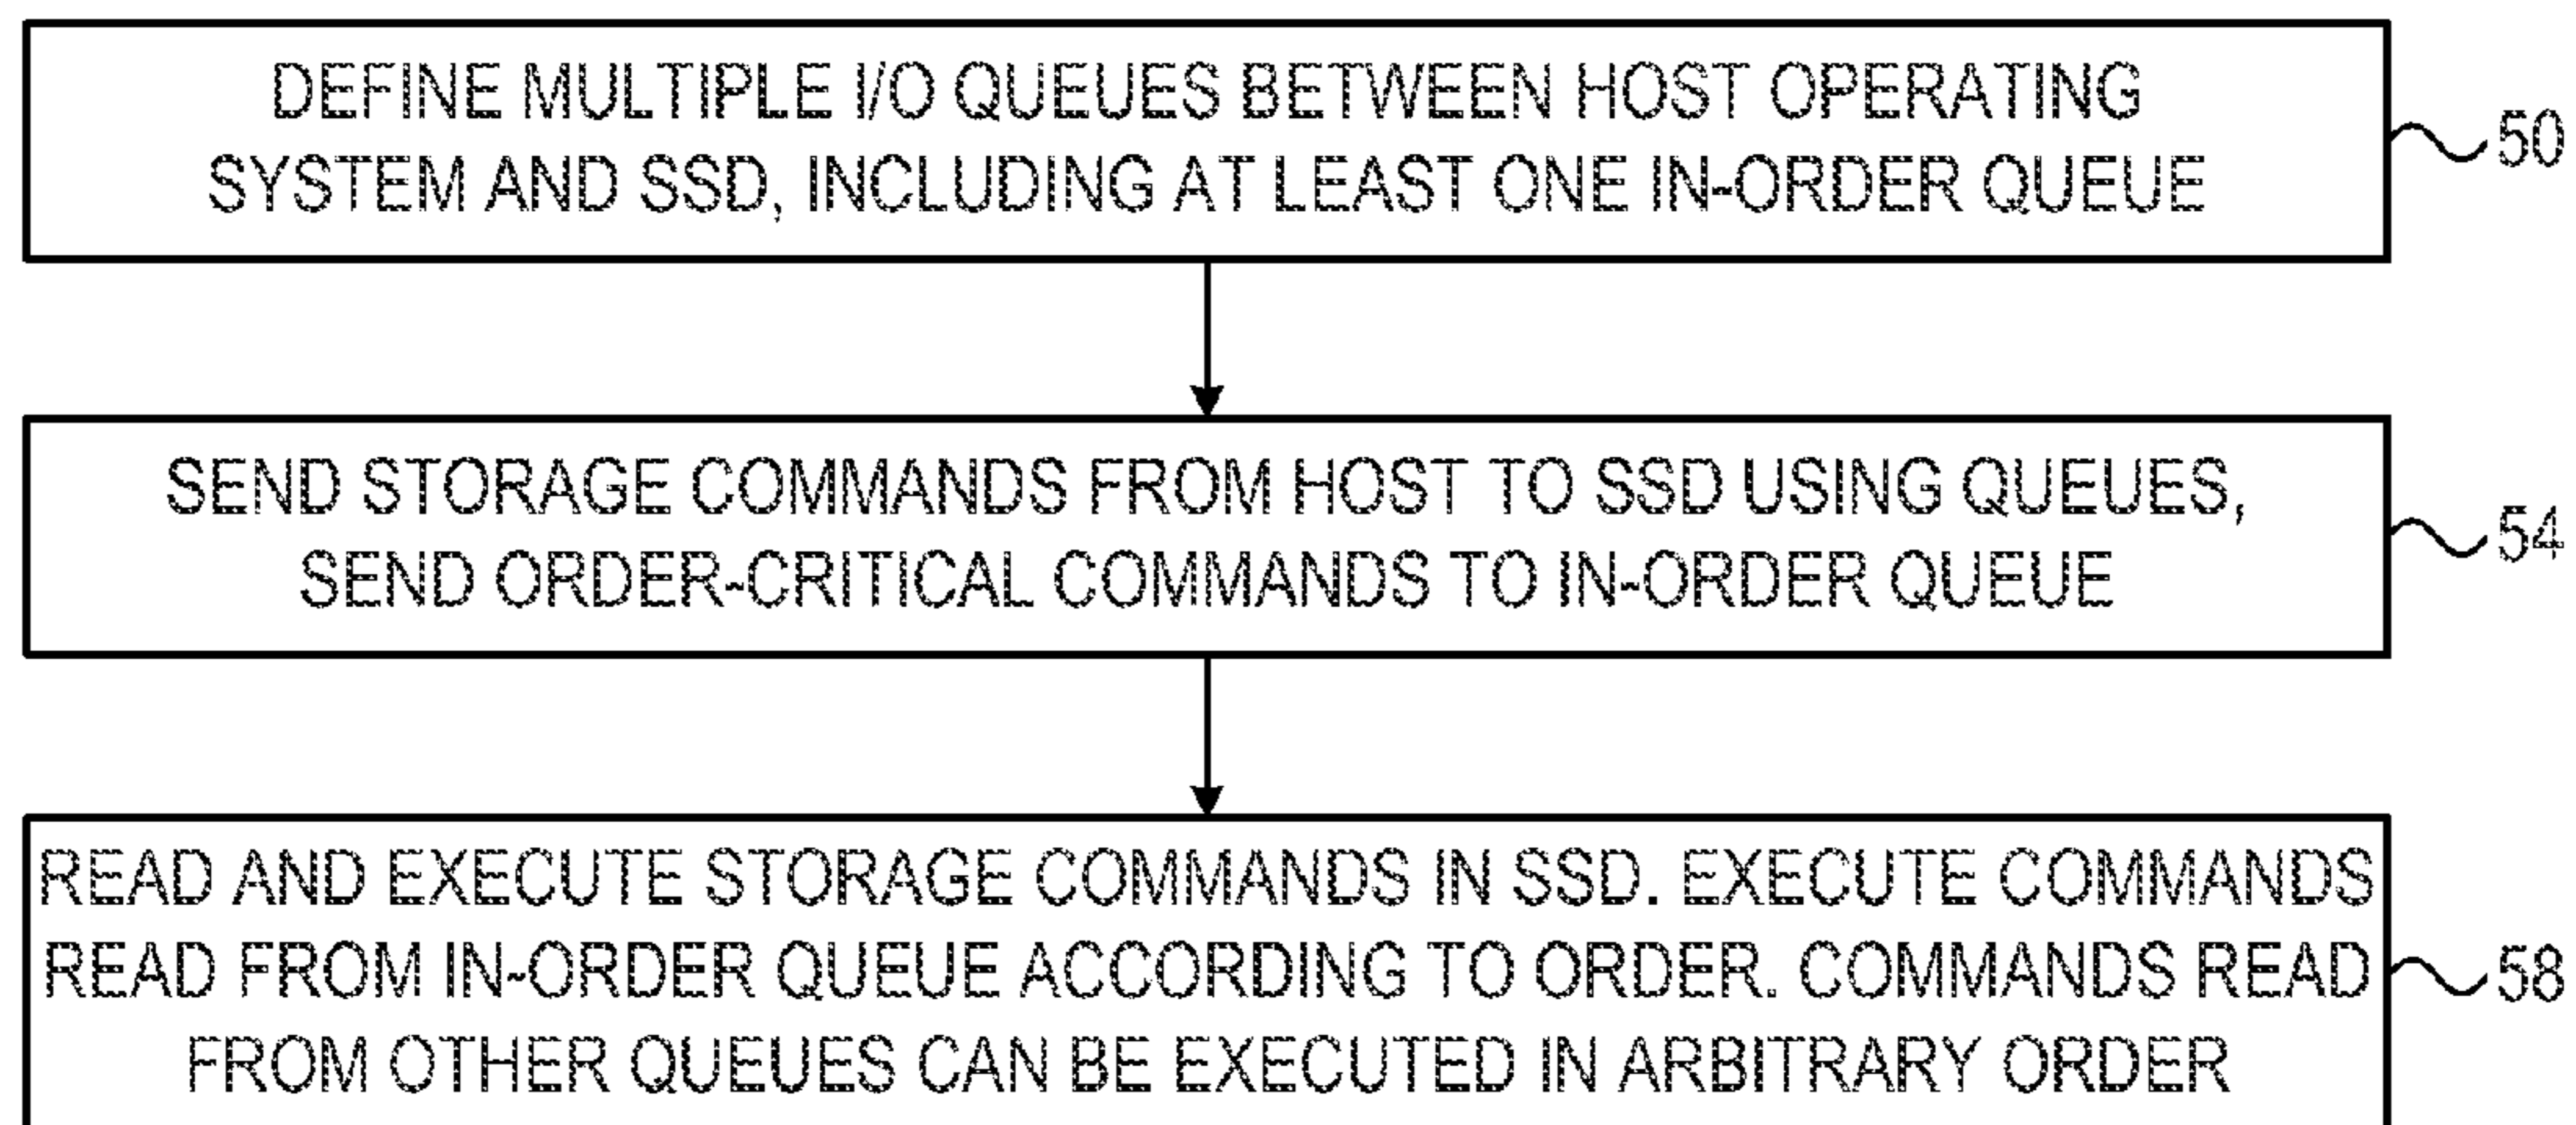 DEFINE MULTIPLE I/O QUEUES BETWEEN HOST OPERATING
SYSTEM AND SSD, INCLUDING AT LEAST ONE IN-ORDER QUEUE
50
SEND STORAGE COMMANDS FROM HOST TO SSD USING QUEUES,
SEND ORDER-CRITICAL COMMANDS TO IN-ORDER QUEUE
54
READ AND EXECUTE STORAGE COMMANDS IN SSD. EXECUTE COMMANDS
READ FROM IN-ORDER QUEUE ACCORDING TO ORDER. COMMANDS READ
FROM OTHER QUEUES CAN BE EXECUTED IN ARBITRARY ORDER
58